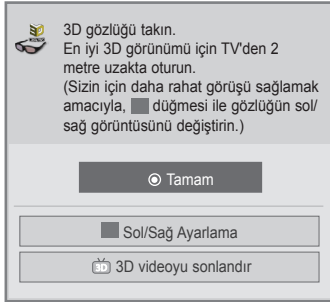 3D gözlüğü takın.
En iyi 3D görünümü için TV'den 2
metre uzakta oturun.
(Sizin için daha rahat görüşü sağlamak
amacıyla, düğmesi ile gözlüğün sol/
sağ görüntüsünü değiştirin.)
Tamam
Sol/Sağ Ayarlama
3D 3D videoyu sonlandır